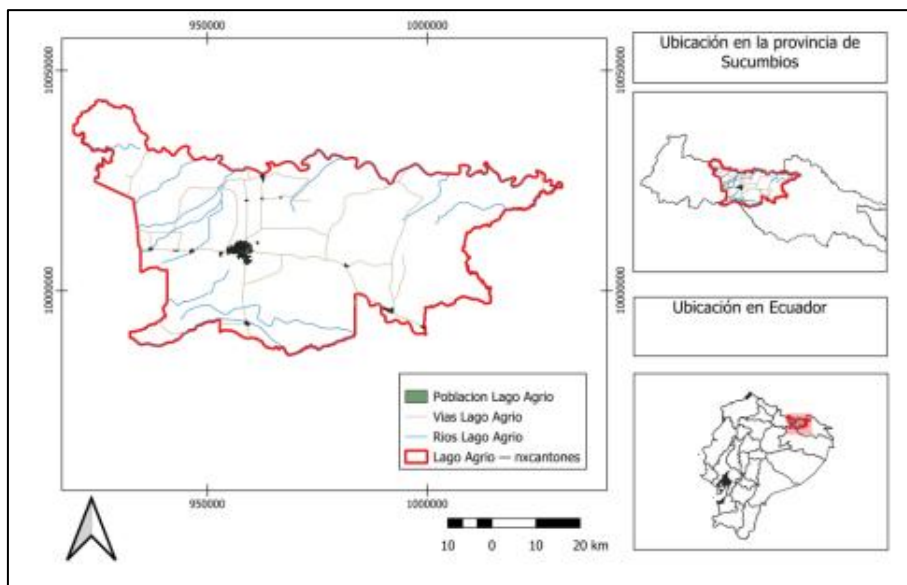 950000
1000000
10050000
10050000
10000000
10000000
Poblacion Lago Agrio
Vias Lago Agrio
Rios Lago Agrio
Lago Agrio — nxcantones
950000
1000000
10 0 10 20 km
Ubicación en la provincia de
Sucumbios
Ubicación en Ecuador